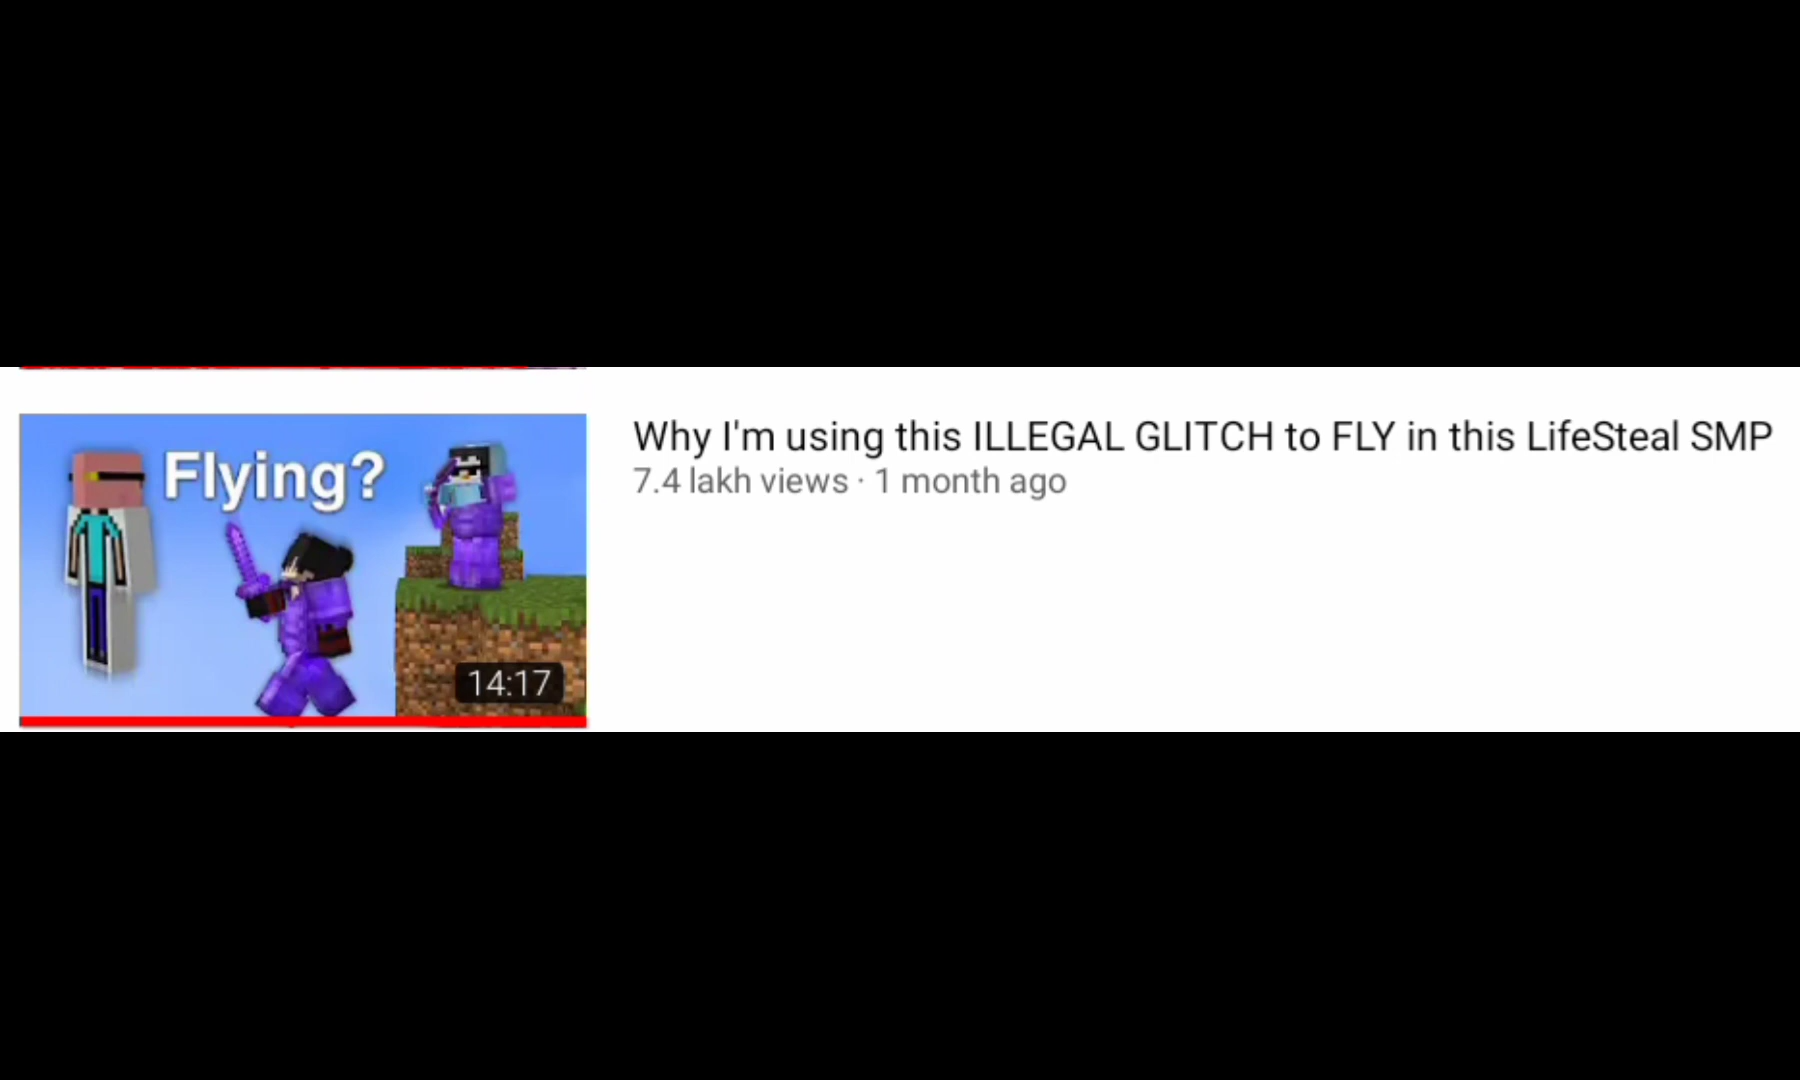 Flying?
14:17
Why I'm using this ILLEGAL GLITCH to FLY in this LifeSteal SMP
7.4 lakh views · 1 month ago